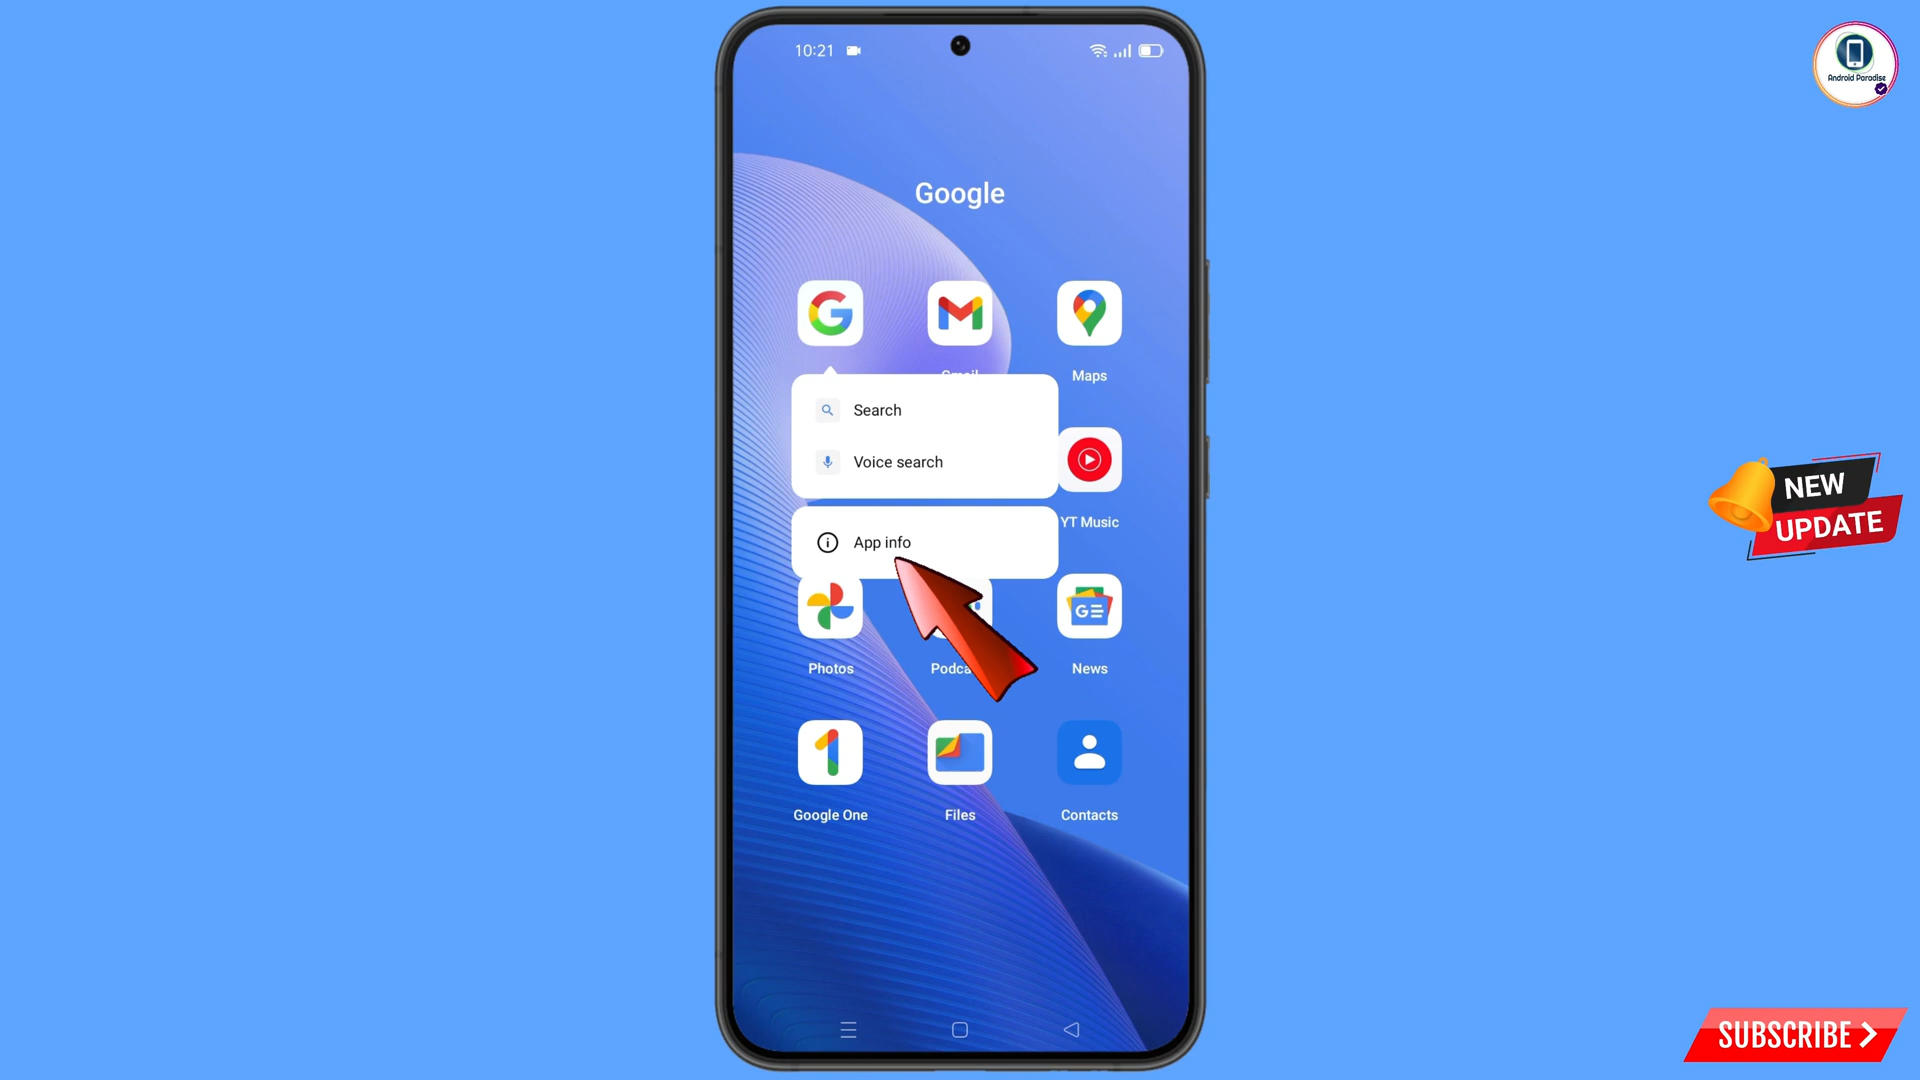 10:21
Android Paradise
Google
Maps
Search
Voice search
YT Music
App info
Photos
News
Google One
Files
Contacts
NEW
UPDATE
SUBSCRIBE